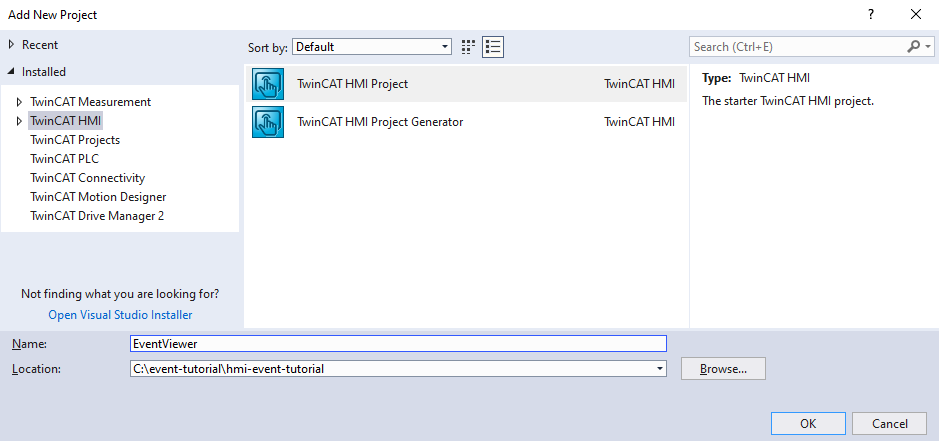 Add New Project
?
Recent
Installed
TwinCAT Measurement
TwinCAT HMI
TwinCAT Projects
TwinCAT PLC
TwinCAT Connectivity
TwinCAT Motion Designer
TwinCAT Drive Manager 2
Not finding what you are looking for?
Open Visual Studio Installer
Sort by: Default
TwinCAT HMI Project TwinCAT HMI
TwinCAT HMI Project Generator TwinCAT HMI
Search (Ctrl+E)
Type: TwinCAT HMI
The starter TwinCAT HMI project.
Name: EventViewer
Location: C:\event-tutorial\hmi-event-tutorial
Browse...
OK Cancel